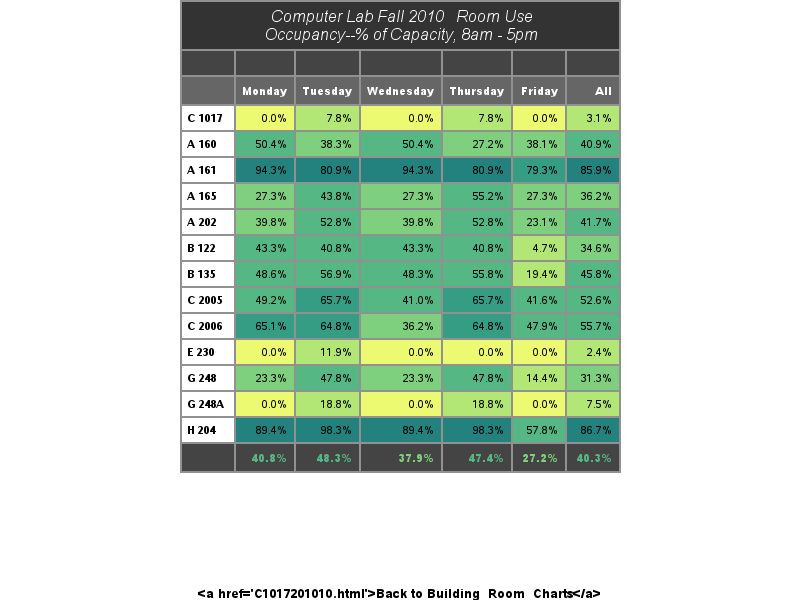 Computer Lab Fall 2010 Room Use
Occupancy--% of Capacity, 8am - 5pm
Monday Tuesday Wednesday Thursday Friday All
C 1017 0.0% 7.8% 0.0% 7.8% 0.0% 3.1%
A 160 50.4% 38.3% 50.4% 27.2% 38.1% 40.9%
A 161 94.3% 80.9% 94.3% 80.9% 79.3% 85.9%
A 165 27.3% 43.8% 27.3% 55.2% 27.3% 36.2%
A 202 39.8% 52.8% 39.8% 52.8% 23.1% 41.7%
B 122 43.3% 40.8% 43.3% 40.8% 4.7% 34.6%
B 135 48.6% 56.9% 48.3% 55.8% 19.4% 45.8%
C 2005 49.2% 65.7% 41.0% 65.7% 41.6% 52.6%
C 2006 65.1% 64.8% 36.2% 64.8% 47.9% 55.7%
E 230 0.0% 11.9% 0.0% 0.0% 0.0% 2.4%
G 248 23.3% 47.8% 23.3% 47.8% 14.4% 31.3%
G 248A 0.0% 18.8% 0.0% 18.8% 0.0% 7.5%
H 204 89.4% 98.3% 89.4% 98.3% 57.8% 86.7%
40.8% 48.3% 37.9% 47.4% 27.2% 40.3%
<a href='C1017201010.html'>Back to Building Room Charts</a>